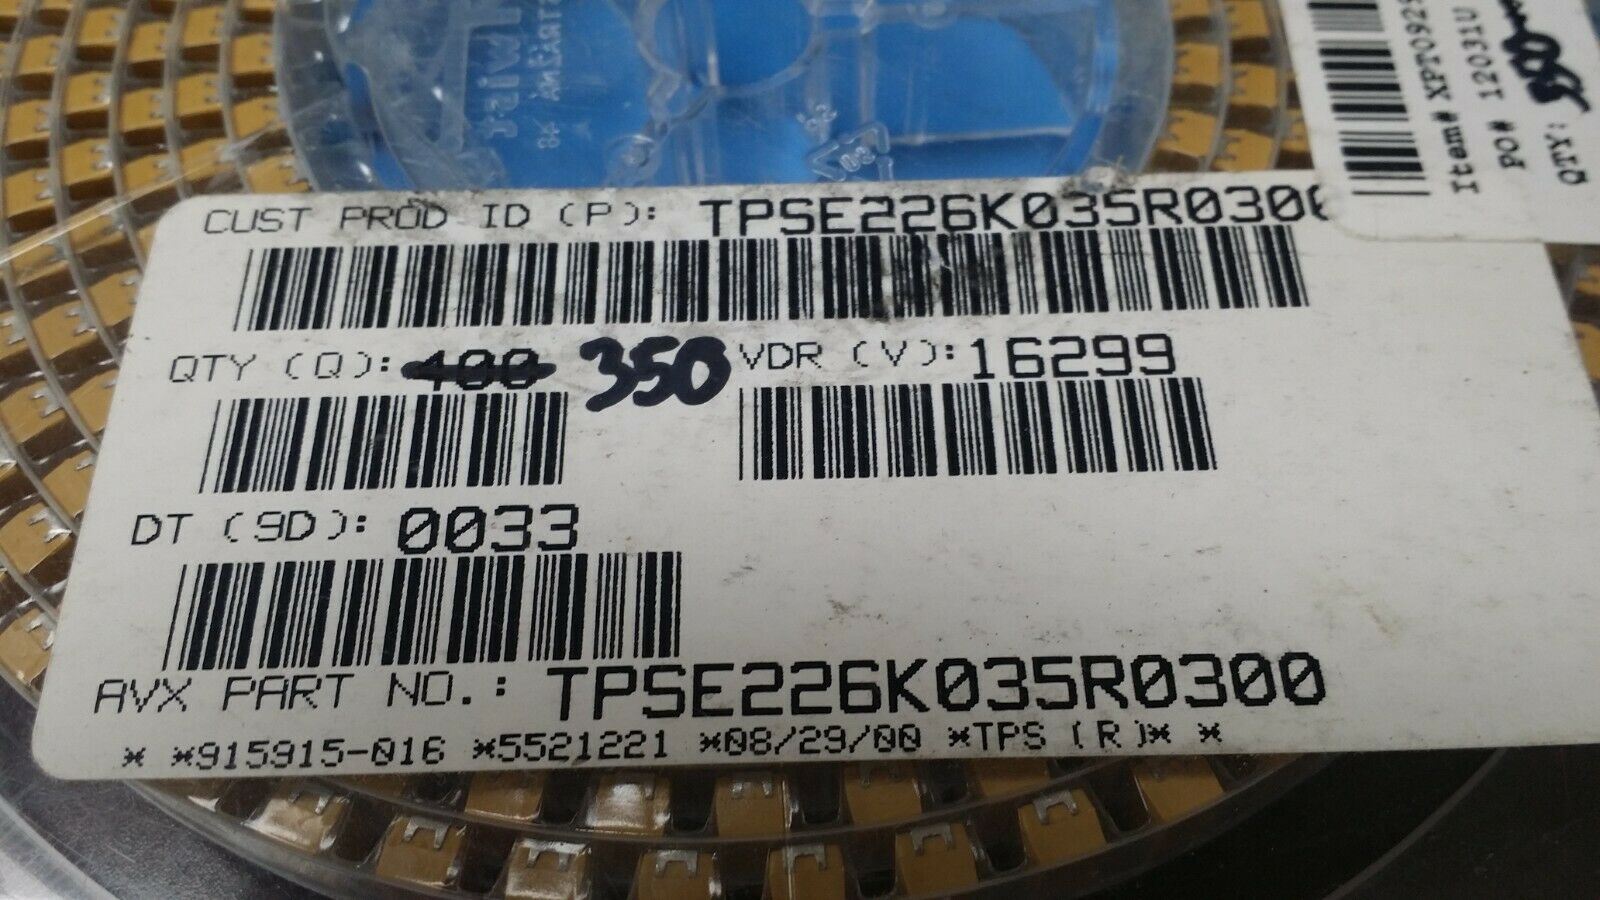 Item# XPT0929
PO# 12031U
QTY:
CUST PROD ID (P): TPSE226K035R0300
QTY (Q): 400 350 VDR (V): 16299
DT (9D): 0033
AVX PART NO.: TPSE226K035R0300
* *915915-016 *5521221 *08/29/00 *TPS (R)* *